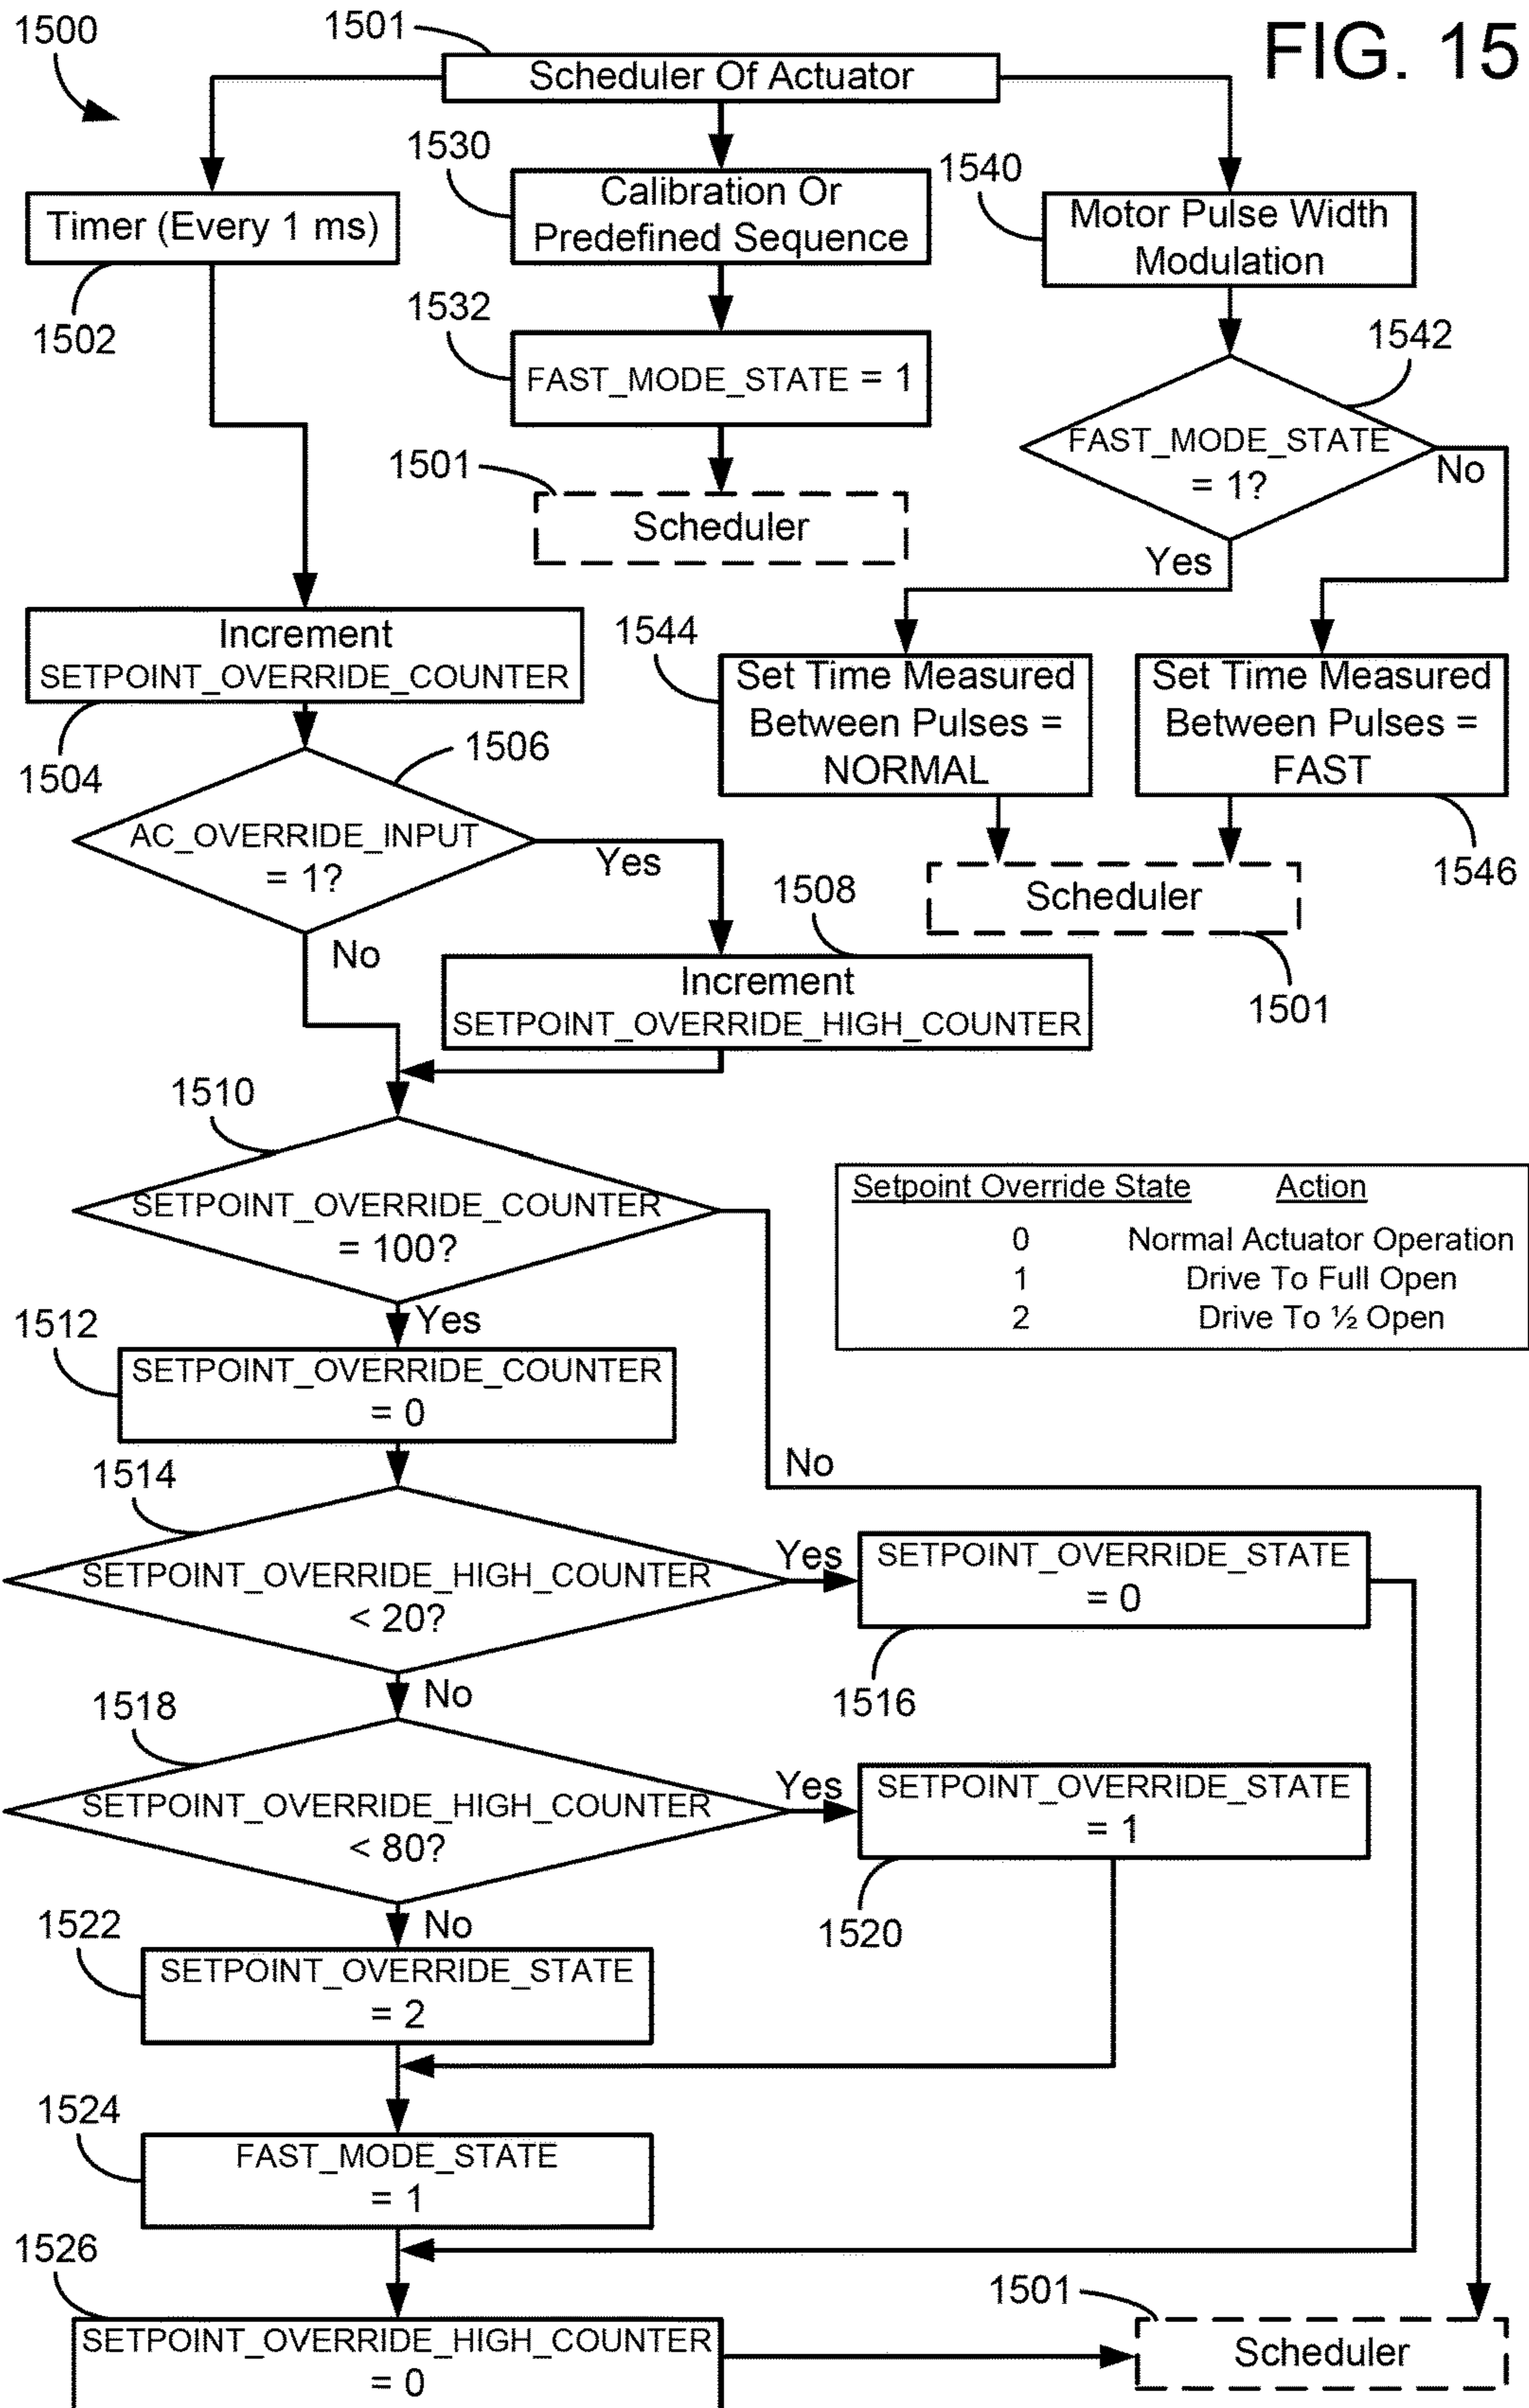 FIG. 15
1500
1501
Scheduler Of Actuator
1530
1540
Timer (Every 1 ms)
1502
Calibration Or
Predefined Sequence
1532
FAST_MODE_STATE = 1
1501
Scheduler
Motor Pulse Width
Modulation
1542
FAST_MODE_STATE
= 1?
No
Yes
1544
Set Time Measured
Between Pulses =
NORMAL
Set Time Measured
Between Pulses =
FAST
1546
Scheduler
1501
Increment
SETPOINT_OVERRIDE_COUNTER
1504
1506
AC_OVERRIDE_INPUT
= 1?
Yes
No
1508
Increment
SETPOINT_OVERRIDE_HIGH_COUNTER
1510
SETPOINT_OVERRIDE_COUNTER
= 100?
Yes
No
Setpoint Override State Action
0 Normal Actuator Operation
1 Drive To Full Open
2 Drive To ½ Open
1512
SETPOINT_OVERRIDE_COUNTER
= 0
1514
SETPOINT_OVERRIDE_HIGH_COUNTER
< 20?
Yes
SETPOINT_OVERRIDE_STATE
= 0
1516
No
1518
SETPOINT_OVERRIDE_HIGH_COUNTER
< 80?
Yes
SETPOINT_OVERRIDE_STATE
= 1
1520
No
1522
SETPOINT_OVERRIDE_STATE
= 2
1524
FAST_MODE_STATE
= 1
1526
SETPOINT_OVERRIDE_HIGH_COUNTER
= 0
1501
Scheduler